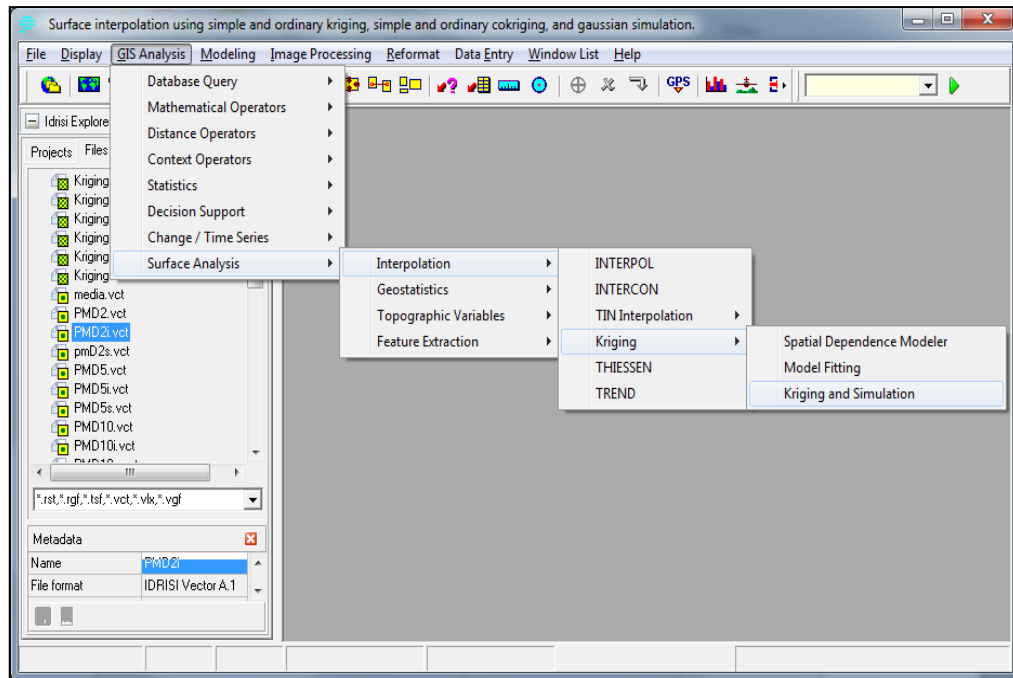 Surface interpolation using simple and ordinary kriging, simple and ordinary cokriging, and gaussian simulation.
File Display GIS Analysis Modeling Image Processing Reformat Data Entry Window List Help
GPS
Idrisi Explore
Projects Files
Kriging
Kriging
Kriging
Kriging
Kriging
Kriging
media.vct
PMD2.vct
PMD2i.vct
pmD2s.vct
PMD5.vct
PMD5i.vct
PMD5s.vct
PMD10.vct
PMD10i.vct
*.rst,*.rgf,*.tsf,*.vct,*.vlx,*.vgf
Metadata
Name PMD2i
File format IDRISI Vector A.1
Database Query
Mathematical Operators
Distance Operators
Context Operators
Statistics
Decision Support
Change / Time Series
Surface Analysis
Interpolation
Geostatistics
Topographic Variables
Feature Extraction
INTERPOL
INTERCON
TIN Interpolation
Kriging
THIESSEN
TREND
Spatial Dependence Modeler
Model Fitting
Kriging and Simulation